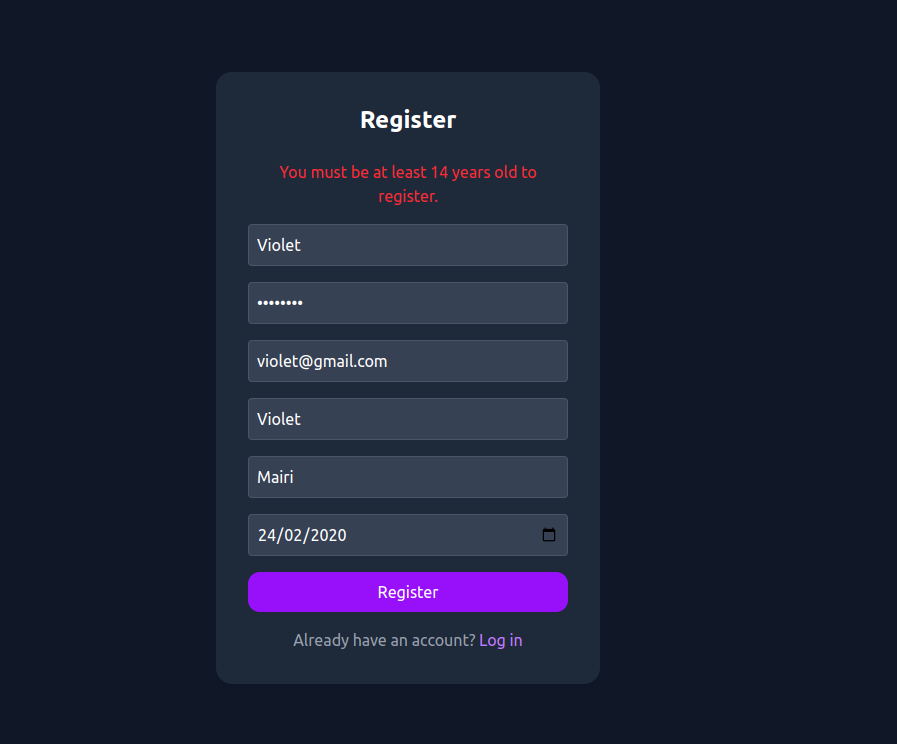 Register
You must be at least 14 years old to
register.
Violet
••••••••
violet@gmail.com
Violet
Mairi
24/02/2020
Register
Already have an account? Log in